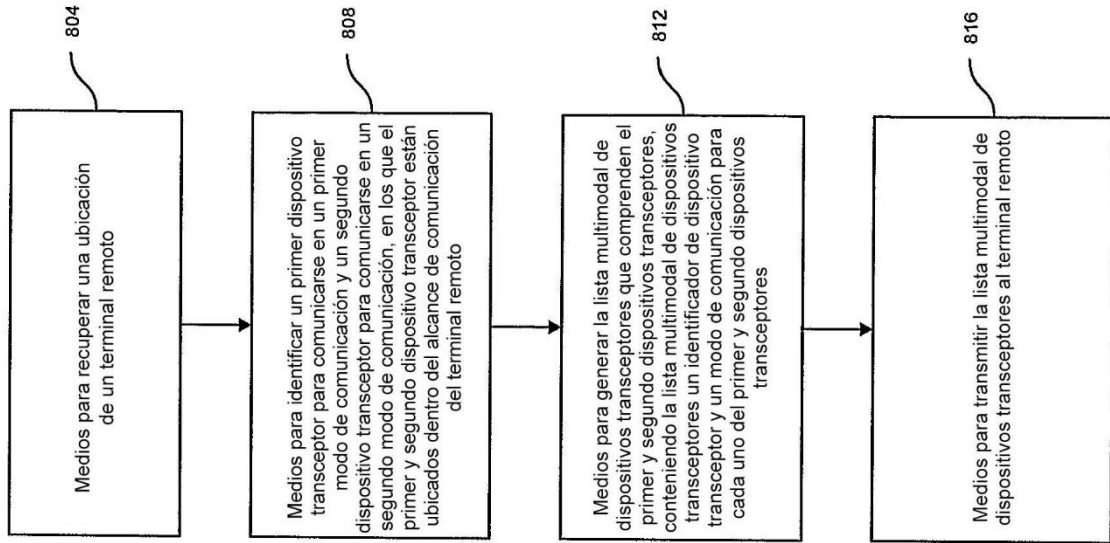 804
Medios para recuperar una ubicación
de un terminal remoto
808
Medios para identificar un primer dispositivo
transceptor para comunicarse en un primer
modo de comunicación y un segundo
dispositivo transceptor para comunicarse en un
segundo modo de comunicación, en los que el
primer y segundo dispositivo transceptor están
ubicados dentro del alcance de comunicación
del terminal remoto
812
Medios para generar la lista multimodal de
dispositivos transceptores que comprenden el
primer y segundo dispositivos transceptores,
conteniendo la lista multimodal de dispositivos
transceptores un identificador de dispositivo
transceptor y un modo de comunicación para
cada uno del primer y segundo dispositivos
transceptores
816
Medios para transmitir la lista multimodal de
dispositivos transceptores al terminal remoto